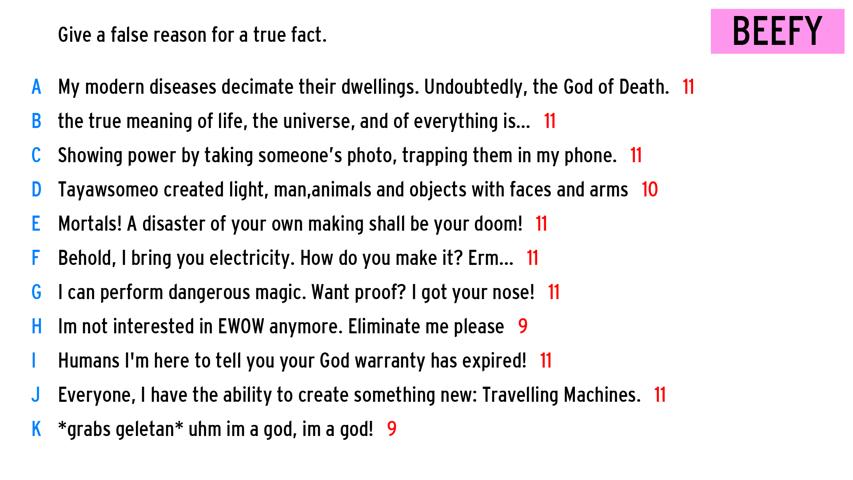 Give a false reason for a true fact.
BEEFY
A My modern diseases decimate their dwellings. Undoubtedly, the God of Death. 11
B the true meaning of life, the universe, and of everything is... 11
C Showing power by taking someone's photo, trapping them in my phone. 11
D Tayawsomeo created light, man,animals and objects with faces and arms 10
E Mortals! A disaster of your own making shall be your doom! 11
F Behold, I bring you electricity. How do you make it? Erm... 11
G I can perform dangerous magic. Want proof? I got your nose! 11
H Im not interested in EWOW anymore. Eliminate me please 9
I Humans I'm here to tell you your God warranty has expired! 11
J Everyone, I have the ability to create something new: Travelling Machines. 11
K *grabs geletan* uhm im a god, im a god! 9